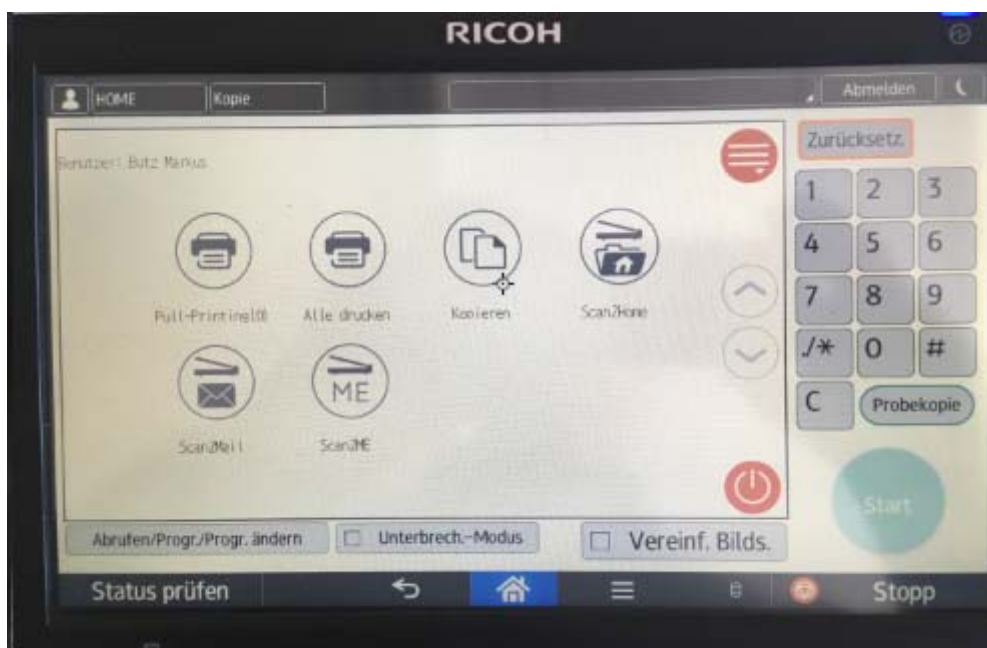 RICOH
HOME Kopie Abmelden
Benutzer: Butz Markus
Zurücksetz.
1 2 3
4 5 6
7 8 9
./* 0 #
C Probekopie
Start
Alle drucken Kopieren Scan2Home
ME
Scan2Mail Scan2ME
Abrufen/Progr./Progr. ändern Unterbrech.-Modus Vereinf. Bilds.
Status prüfen Stopp